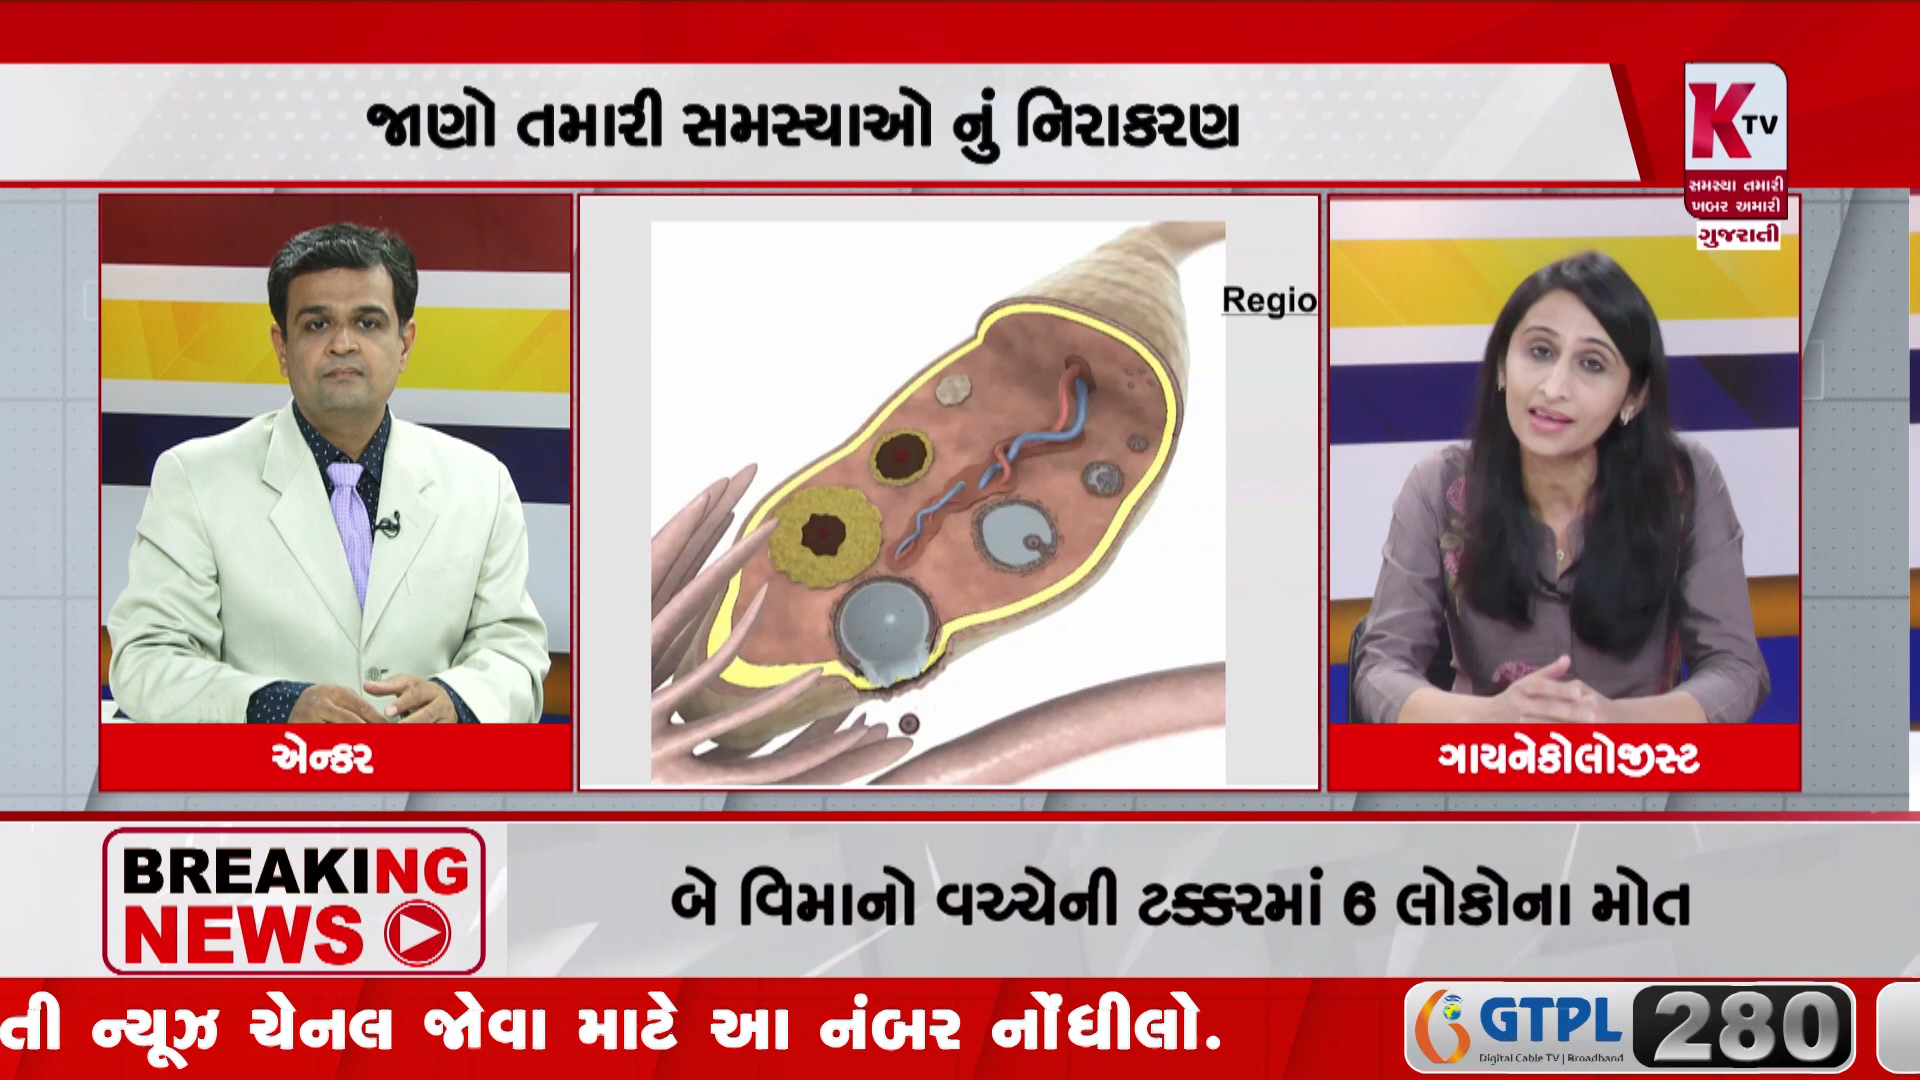 જાણો તમારી સમસ્યાઓ નું નિરાકરણ
K TV
સમસ્યા તમારી
ખબર અમારી
ગુજરાતી
Regio
એન્કર
ગાયનેકોલોજીસ્ટ
BREAKING
NEWS
બે વિમાનો વચ્ચેની ટક્કરમાં 6 લોકોના મોત
તી ન્યૂઝ ચેનલ જોવા માટે આ નંબર નોંધીલો.
GTPL
Digital Cable TV | Broadband
280